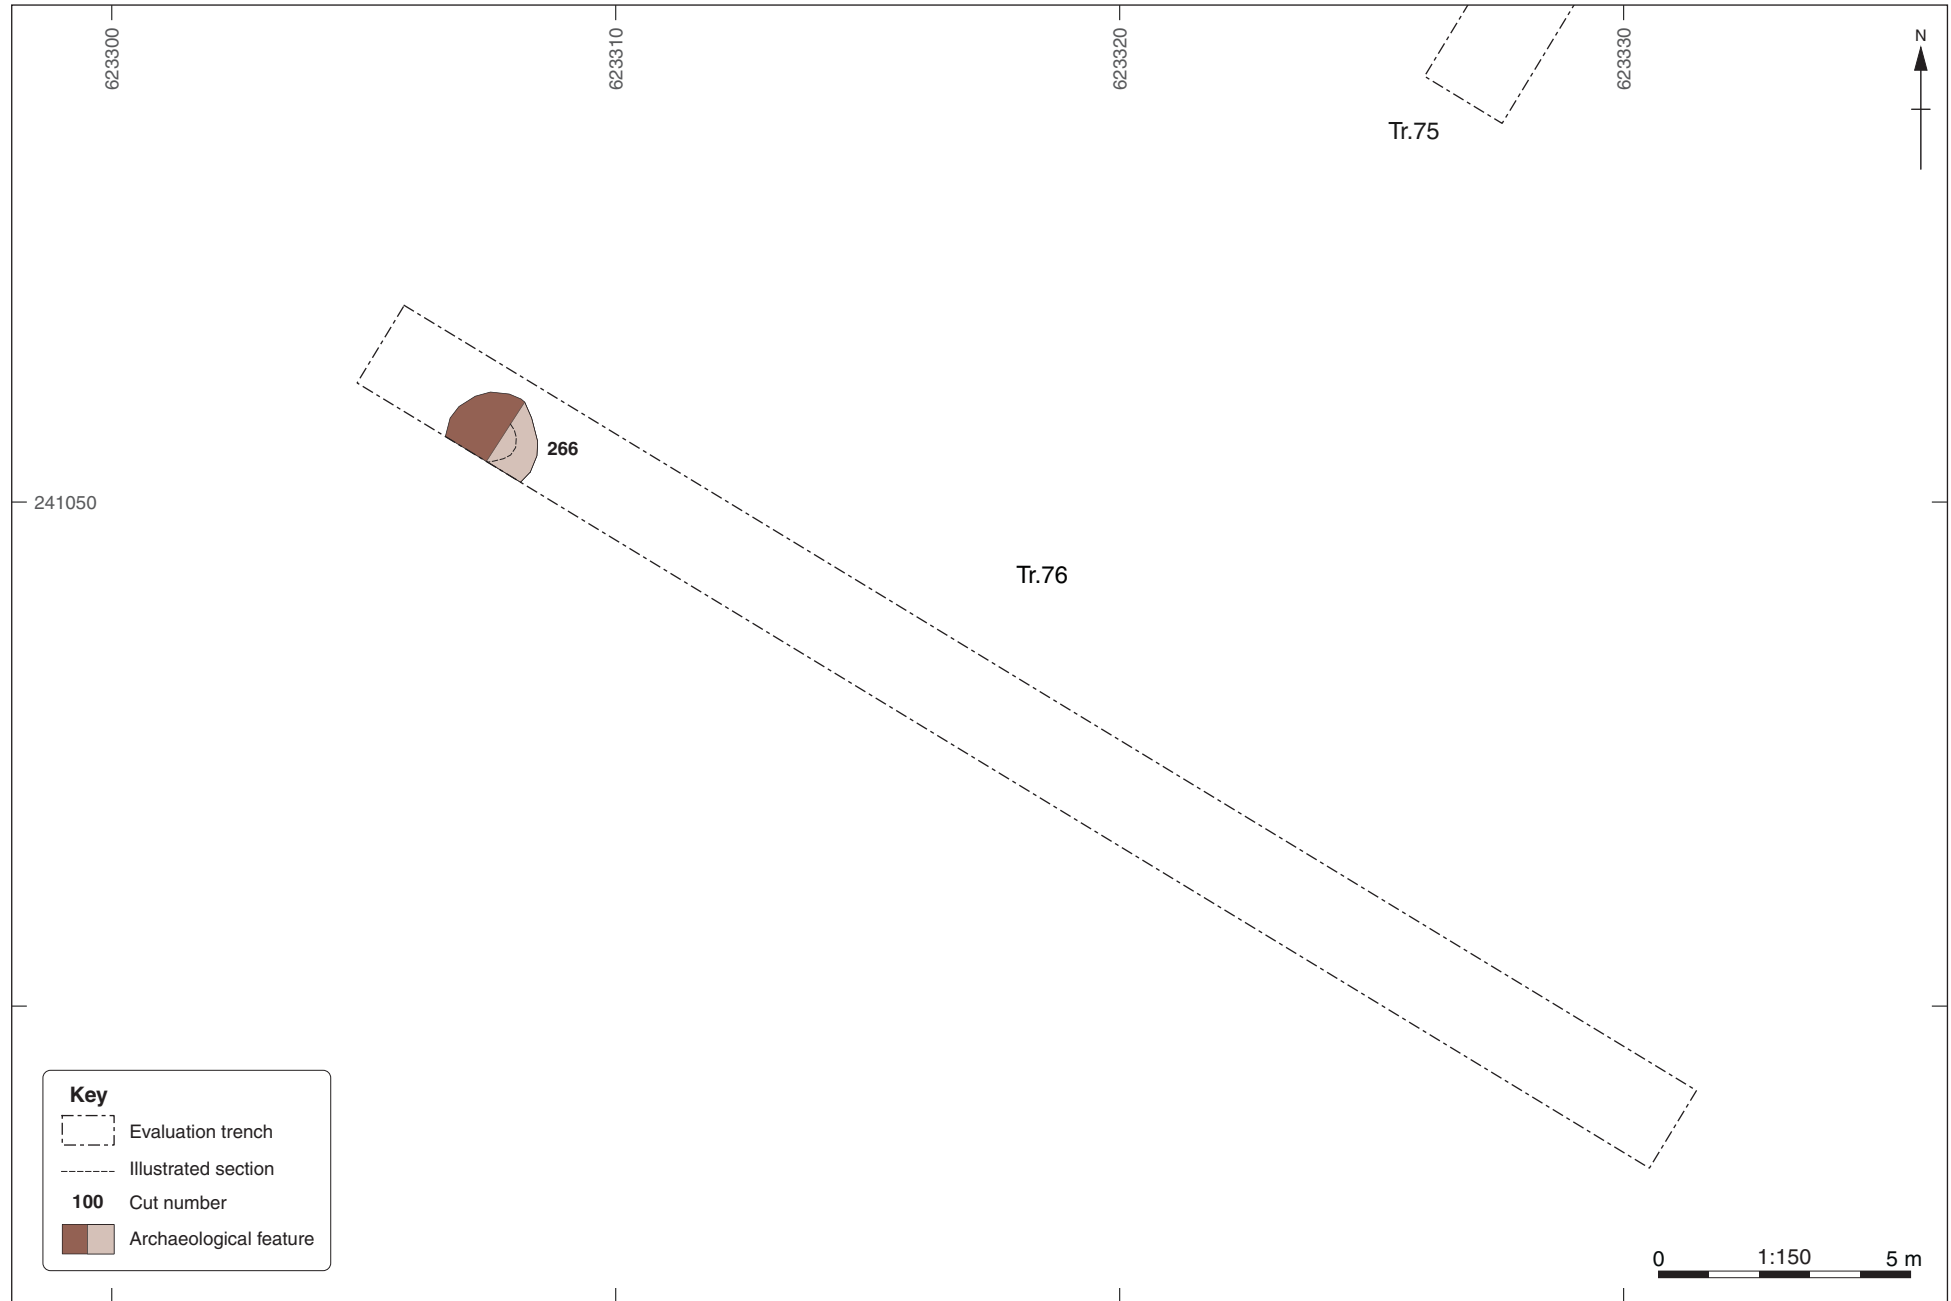 623300
623310
623320
623330
N
Tr.75
266
241050
Tr.76
Key
Evaluation trench
Illustrated section
100 Cut number
Archaeological feature
0 1:150 5 m